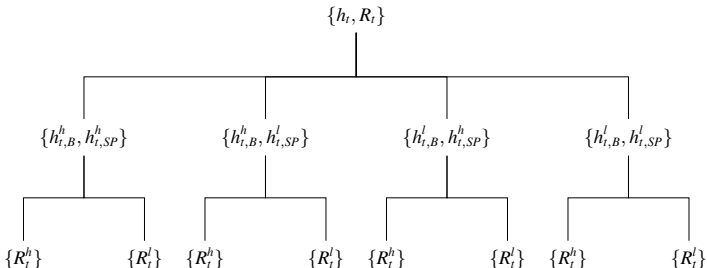 {h_t, R_t}
{h^h_{t,B}, h^h_{t,SP}} {h^h_{t,B}, h^l_{t,SP}} {h^l_{t,B}, h^h_{t,SP}} {h^l_{t,B}, h^l_{t,SP}}
{R^h_t} {R^l_t} {R^h_t} {R^l_t} {R^h_t} {R^l_t} {R^h_t} {R^l_t}